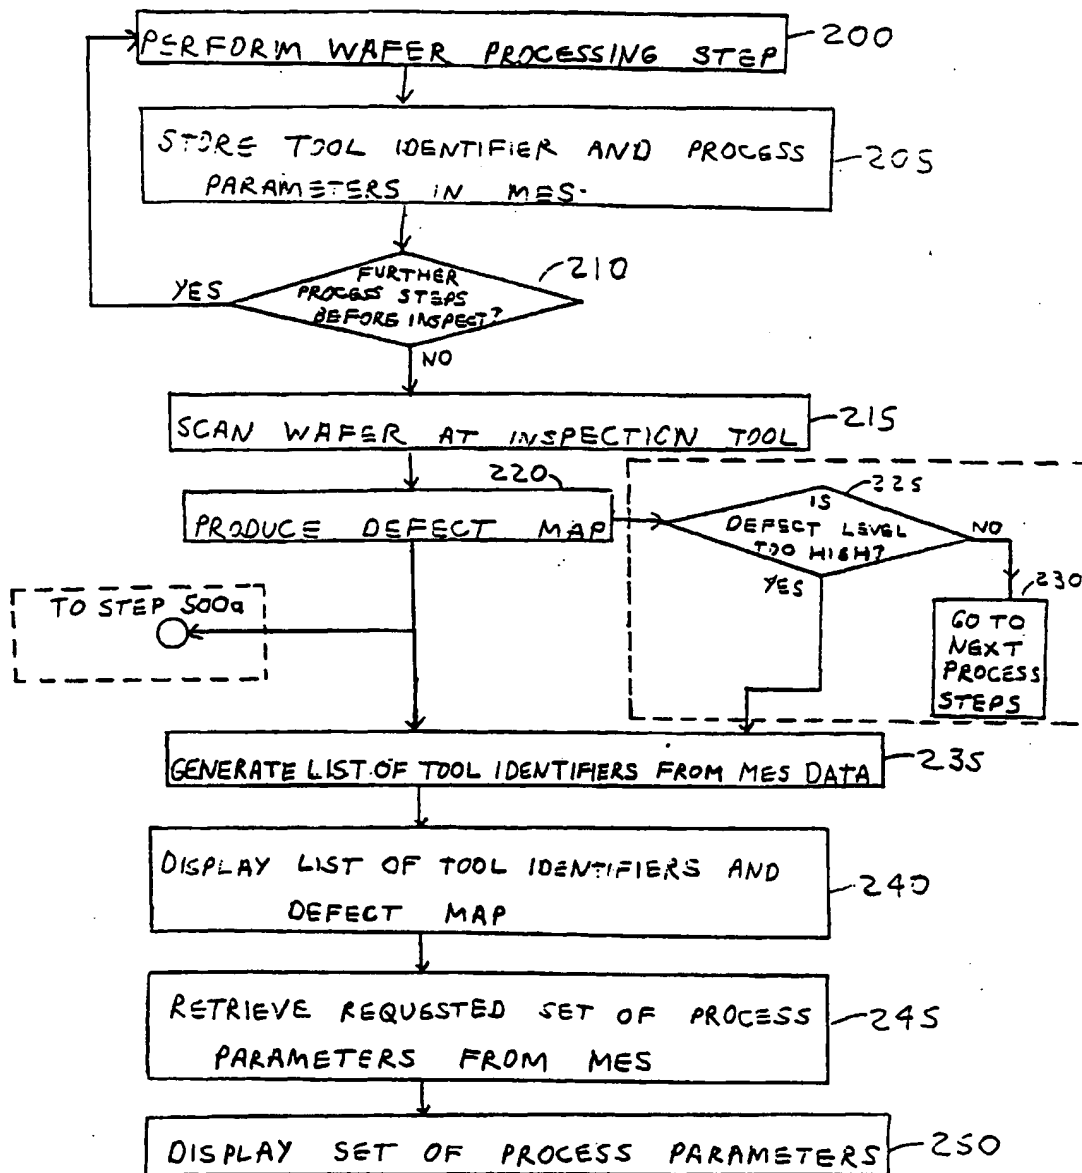 PERFORM WAFER PROCESSING STEP
200
STORE TOOL IDENTIFIER AND PROCESS
PARAMETERS IN MES.
205
FURTHER
PROCESS STEPS
BEFORE INSPECT?
210
YES
NO
SCAN WAFER AT INSPECTION TOOL
215
220
PRODUCE DEFECT MAP
225
IS
DEFECT LEVEL
TOO HIGH?
NO
YES
230
GO TO
NEXT
PROCESS
STEPS
TO STEP 500a
GENERATE LIST OF TOOL IDENTIFIERS FROM MES DATA
235
DISPLAY LIST OF TOOL IDENTIFIERS AND
DEFECT MAP
240
RETRIEVE REQUESTED SET OF PROCESS
PARAMETERS FROM MES
245
DISPLAY SET OF PROCESS PARAMETERS
250